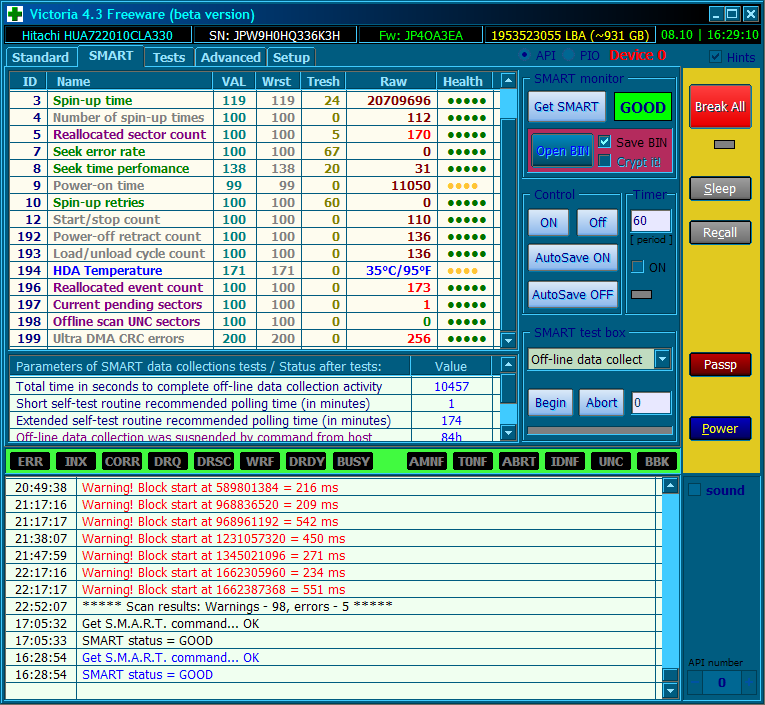 Victoria 4.3 Freeware (beta version)
Hitachi HUA722010CLA330 SN: JPW9H0HQ336K3H Fw: JP4OA3EA 1953523055 LBA (~931 GB) 08.10 | 16:29:10
Standard SMART Tests Advanced Setup API PIO Device 0 Hints
ID Name VAL Wrst Tresh Raw Health
3 Spin-up time 119 119 24 20709696 •••••
4 Number of spin-up times 100 100 0 112 •••••
5 Reallocated sector count 100 100 5 170 •••••
7 Seek error rate 100 100 67 0 •••••
8 Seek time perfomance 138 138 20 31 •••••
9 Power-on time 99 99 0 11050 ••••
10 Spin-up retries 100 100 60 0 •••••
12 Start/stop count 100 100 0 110 •••••
192 Power-off retract count 100 100 0 136 •••••
193 Load/unload cycle count 100 100 0 136 •••••
194 HDA Temperature 171 171 0 35°C/95°F ••••
196 Reallocated event count 100 100 0 173 •••••
197 Current pending sectors 100 100 0 1 •••••
198 Offline scan UNC sectors 100 100 0 0 •••••
199 Ultra DMA CRC errors 200 200 0 256 •••••
SMART monitor
Get SMART GOOD
Open BIN Save BIN
Crypt it!
Control
ON Off
AutoSave ON
AutoSave OFF
Timer
60
[ period ]
ON
SMART test box
Off-line data collect
Begin Abort 0
Break All
Sleep
Recall
Passp
Power
Parameters of SMART data collections tests / Status after tests: Value
Total time in seconds to complete off-line data collection activity 10457
Short self-test routine recommended polling time (in minutes) 1
Extended self-test routine recommended polling time (in minutes) 174
Off-line data collection was suspended by command from host 84h
ERR INX CORR DRQ DRSC WRF DRDY BUSY AMNF T0NF ABRT IDNF UNC BBK
20:49:38 Warning! Block start at 589801384 = 216 ms
21:17:16 Warning! Block start at 968836520 = 209 ms
21:17:17 Warning! Block start at 968961192 = 542 ms
21:38:07 Warning! Block start at 1231057320 = 450 ms
21:47:59 Warning! Block start at 1345021096 = 271 ms
22:17:16 Warning! Block start at 1662305960 = 234 ms
22:17:17 Warning! Block start at 1662387368 = 551 ms
22:52:07 ***** Scan results: Warnings - 98, errors - 5 *****
17:05:32 Get S.M.A.R.T. command... OK
17:05:33 SMART status = GOOD
16:28:54 Get S.M.A.R.T. command... OK
16:28:54 SMART status = GOOD
sound
API number
0